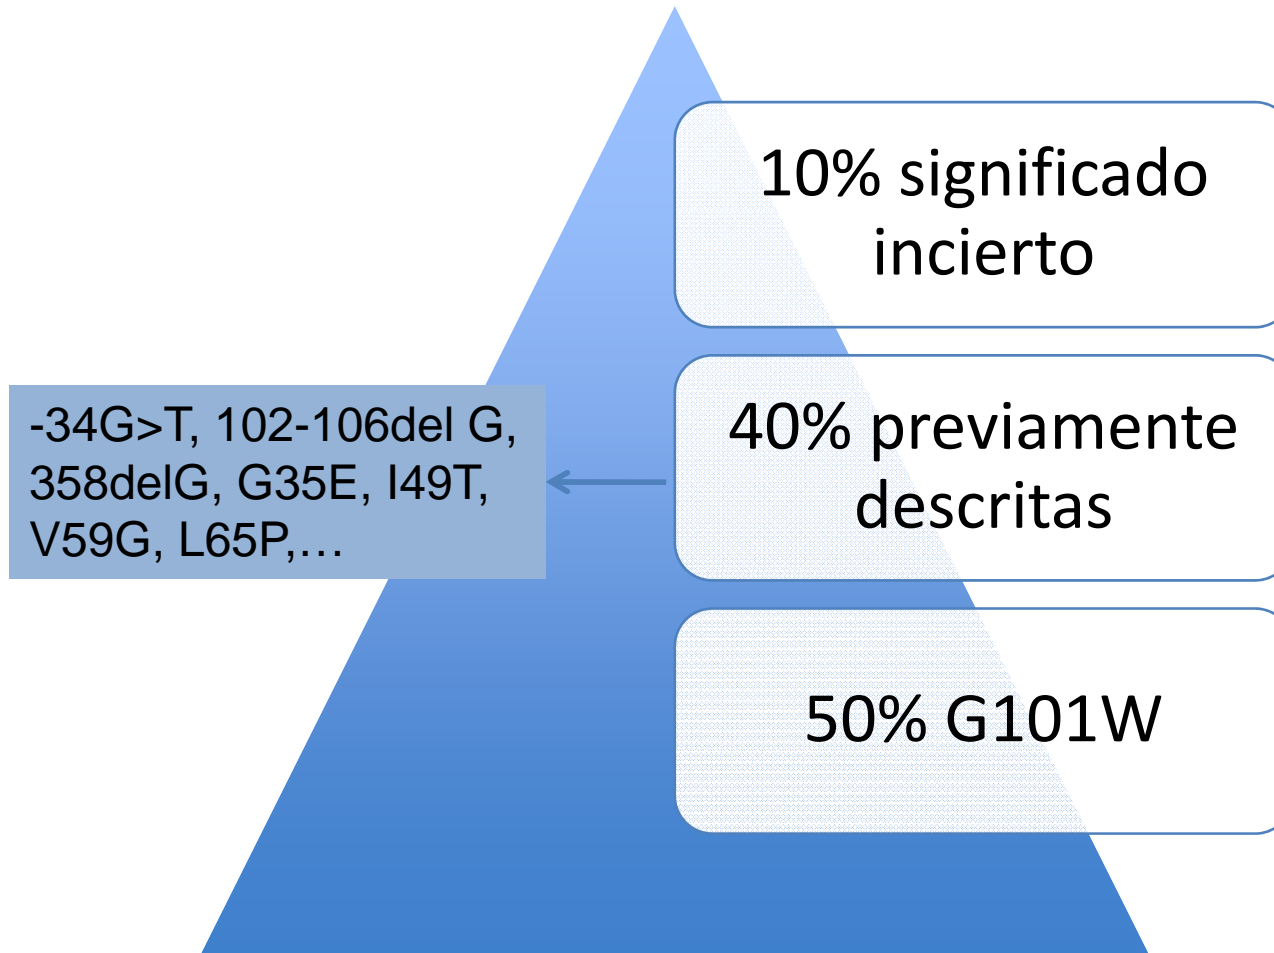 10% significado
incierto
-34G>T, 102-106del G,
358delG, G35E, I49T,
V59G, L65P,…
40% previamente
descritas
50% G101W